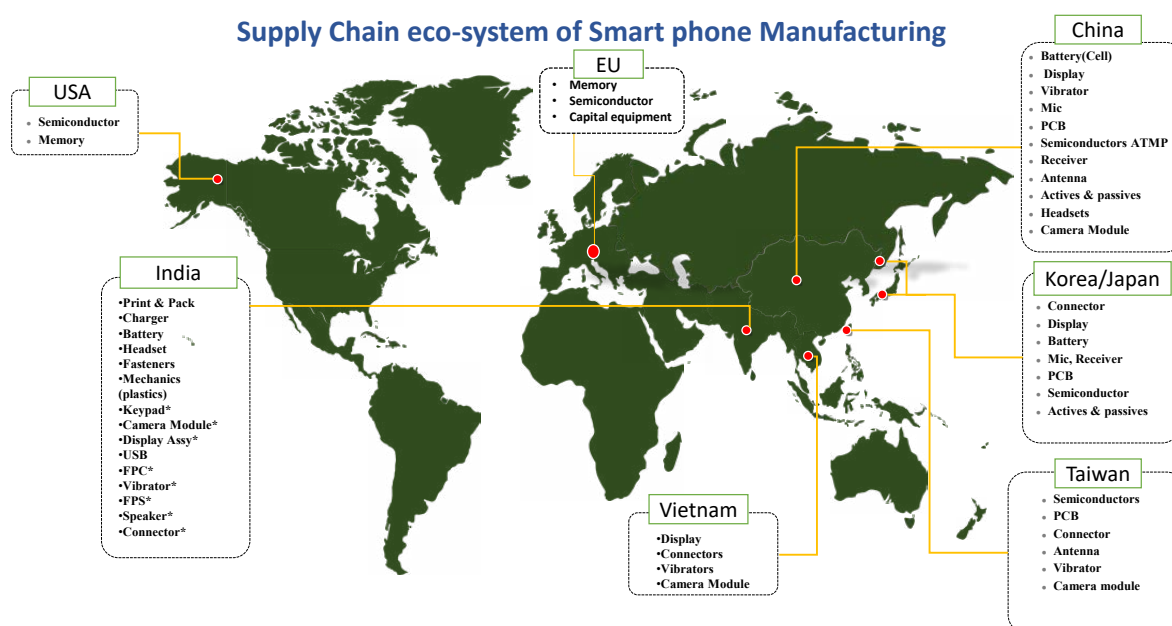 Supply Chain eco-system of Smart phone Manufacturing
USA
• Semiconductor
• Memory
EU
• Memory
• Semiconductor
• Capital equipment
China
• Battery(Cell)
• Display
• Vibrator
• Mic
• PCB
• Semiconductors ATMP
• Receiver
• Antenna
• Actives & passives
• Headsets
• Camera Module
India
•Print & Pack
•Charger
•Battery
•Headset
•Fasteners
•Mechanics
(plastics)
•Keypad*
•Camera Module*
•Display Assy*
•USB
•FPC*
•Vibrator*
•FPS*
•Speaker*
•Connector*
Korea/Japan
• Connector
• Display
• Battery
• Mic, Receiver
• PCB
• Semiconductor
• Actives & passives
Vietnam
•Display
•Connectors
•Vibrators
•Camera Module
Taiwan
• Semiconductors
• PCB
• Connector
• Antenna
• Vibrator
• Camera module